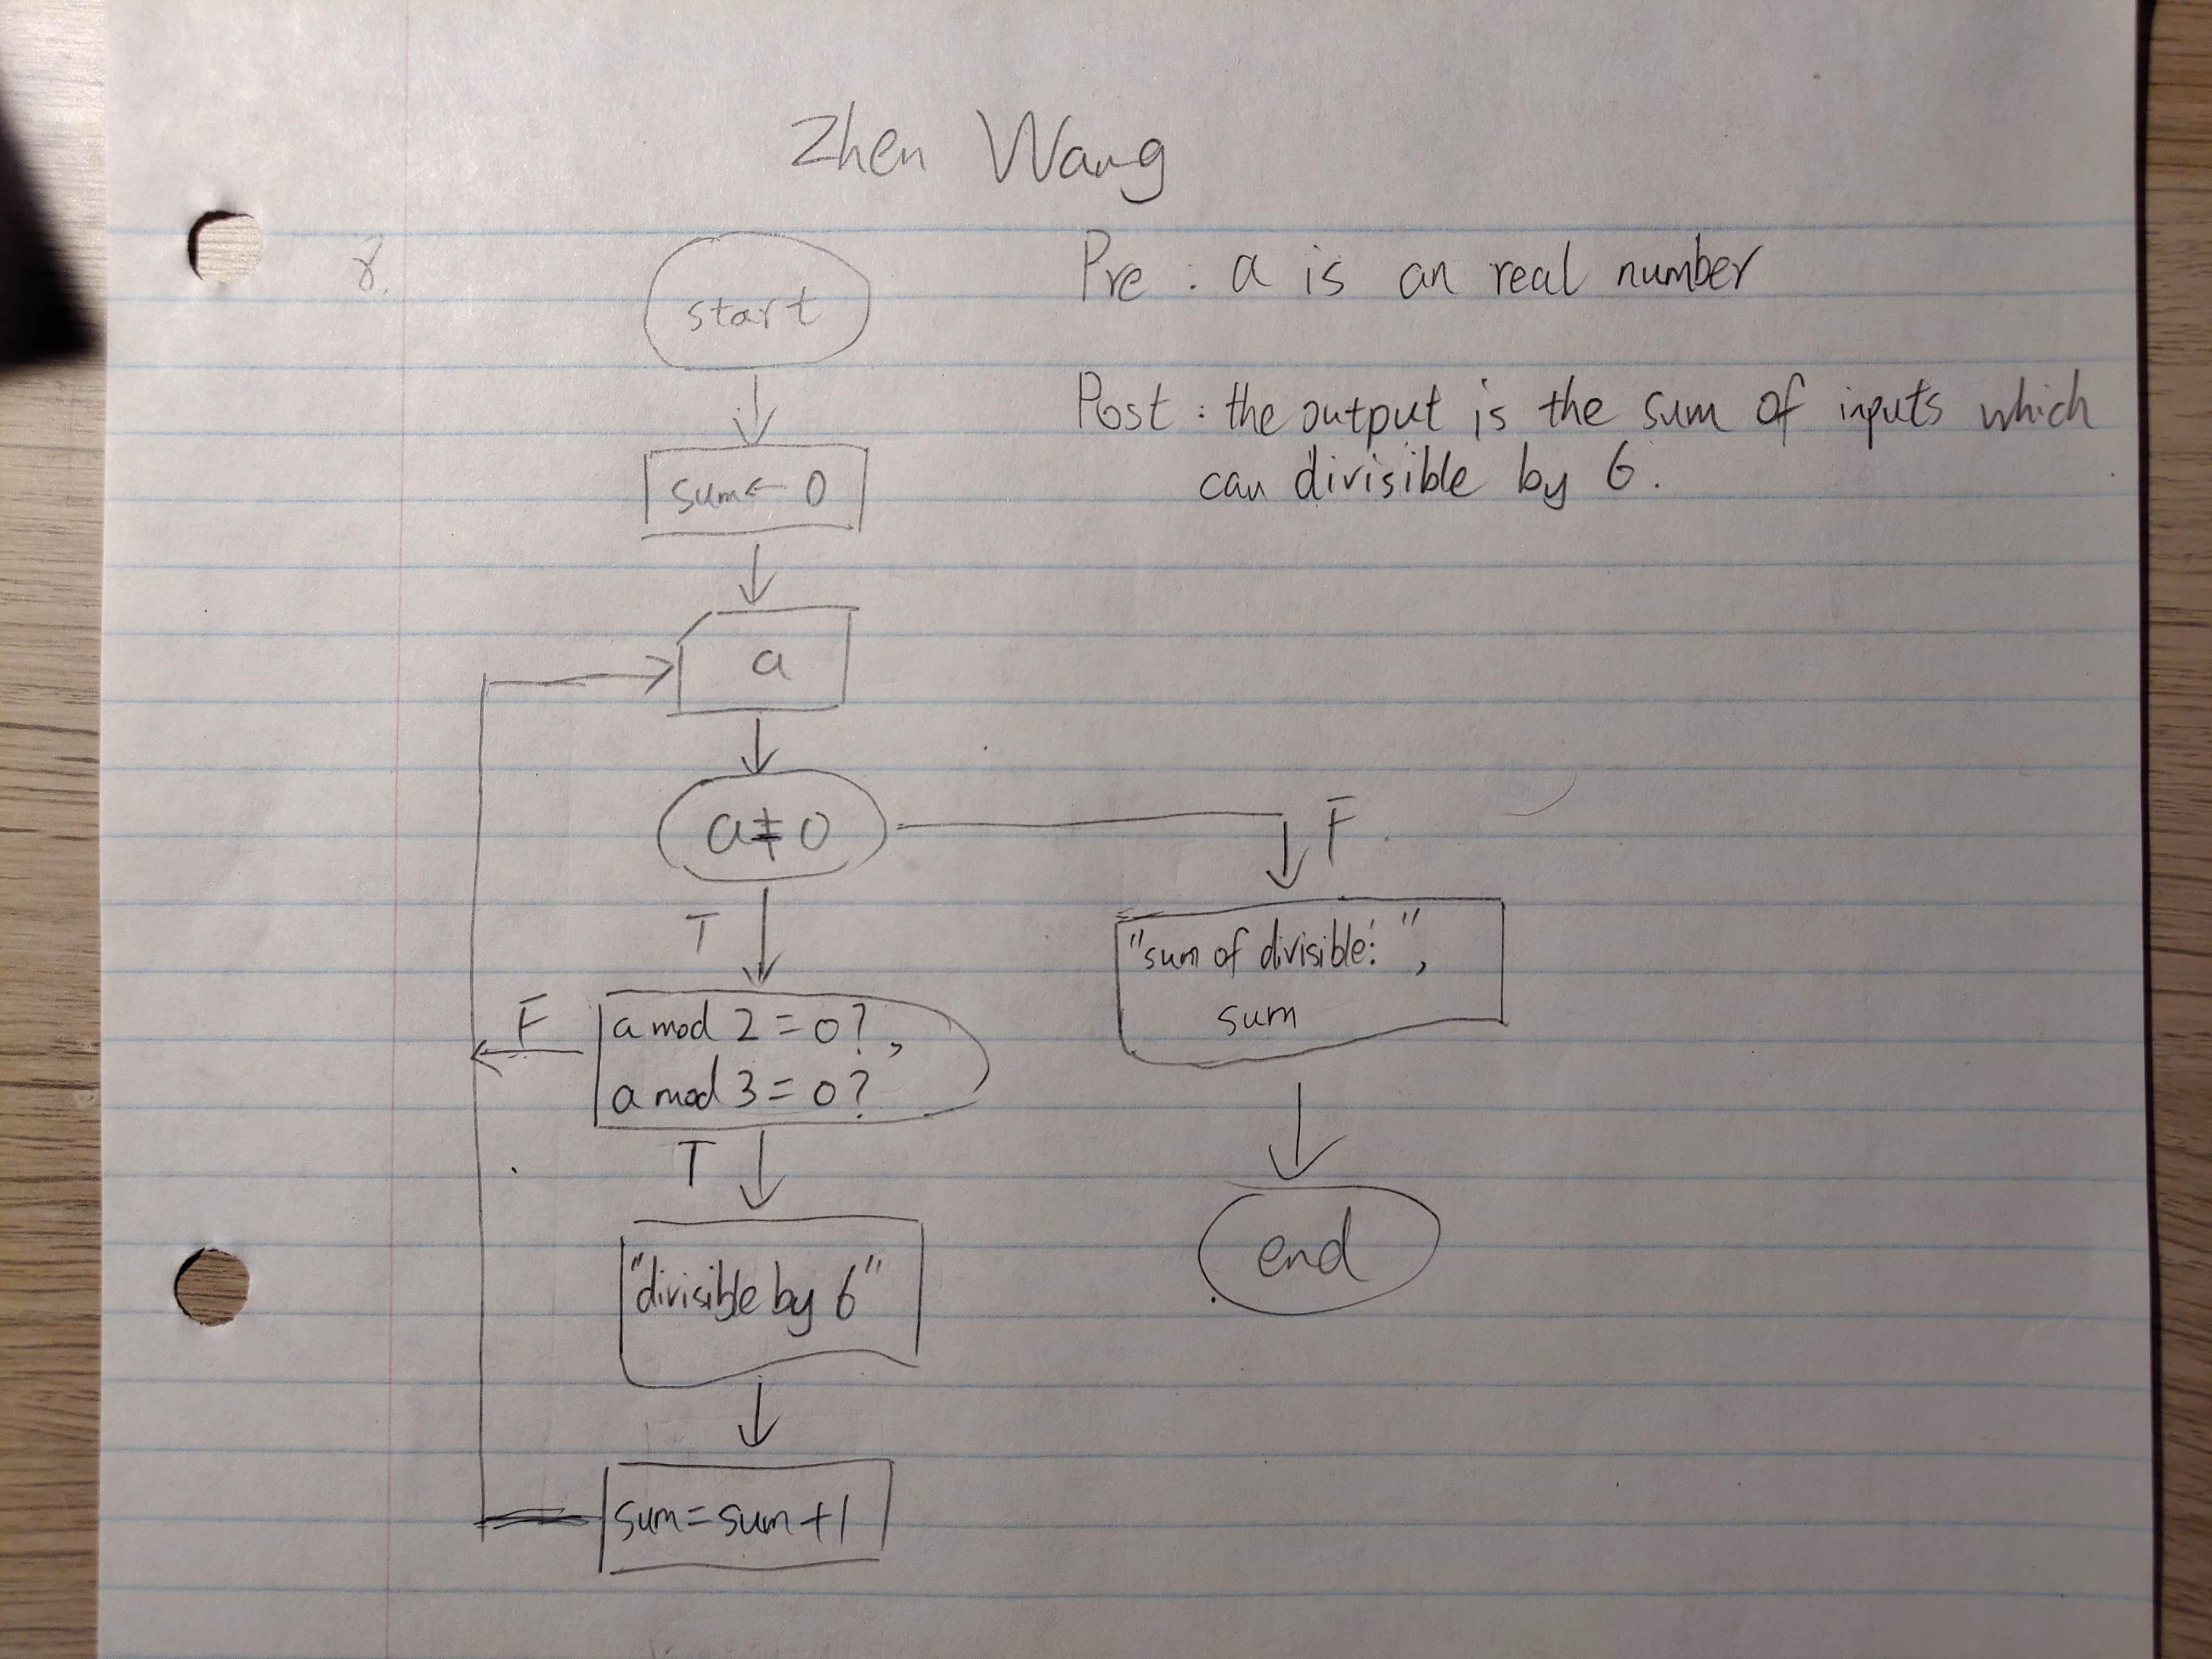 Zhen Wang
8.
start
Pre : a is an real number
Post : the output is the sum of inputs which
can divisible by 6.
sum ← 0
a
a ≠ 0
F
T
"sum of divisible:",
sum
F
a mod 2 = 0?,
a mod 3 = 0?
T
end
"divisible by 6"
sum = sum + 1